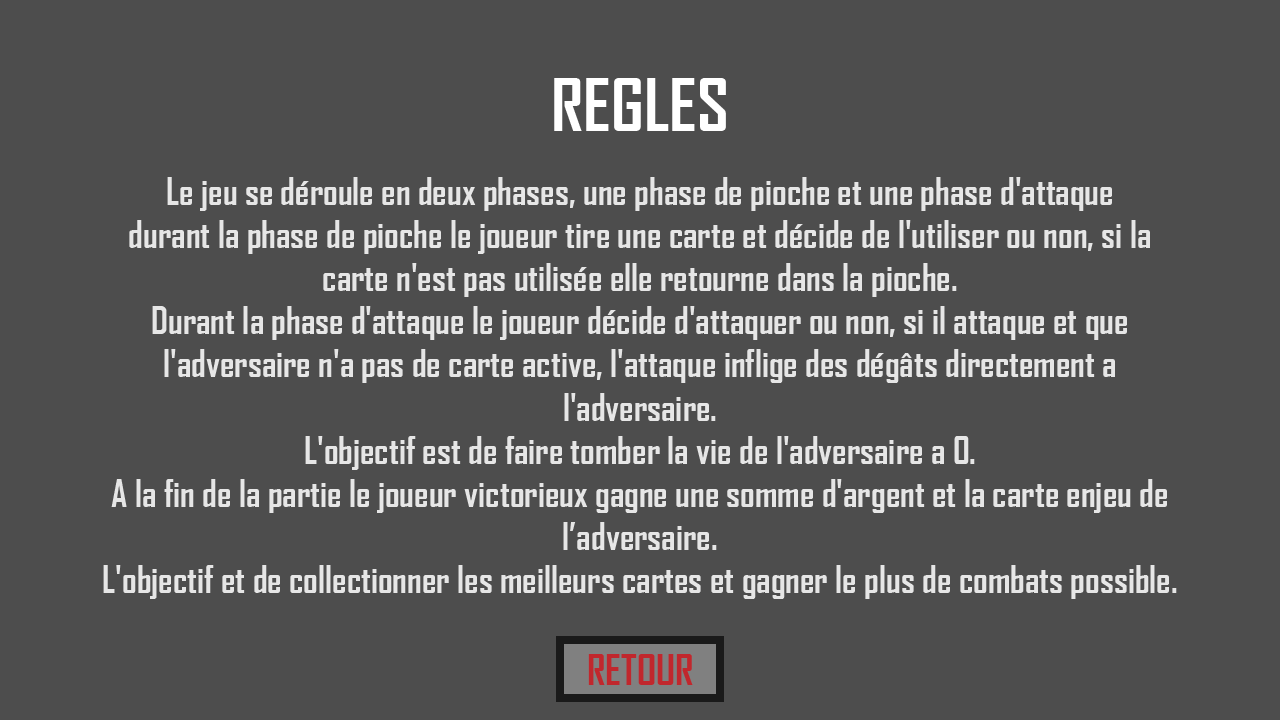 REGLES
Le jeu se déroule en deux phases, une phase de pioche et une phase d'attaque
durant la phase de pioche le joueur tire une carte et décide de l'utiliser ou non, si la
carte n'est pas utilisée elle retourne dans la pioche.
Durant la phase d'attaque le joueur décide d'attaquer ou non, si il attaque et que
l'adversaire n'a pas de carte active, l'attaque inflige des dégâts directement a
l'adversaire.
L'objectif est de faire tomber la vie de l'adversaire a 0.
A la fin de la partie le joueur victorieux gagne une somme d'argent et la carte enjeu de
l’adversaire.
L'objectif et de collectionner les meilleurs cartes et gagner le plus de combats possible.
RETOUR